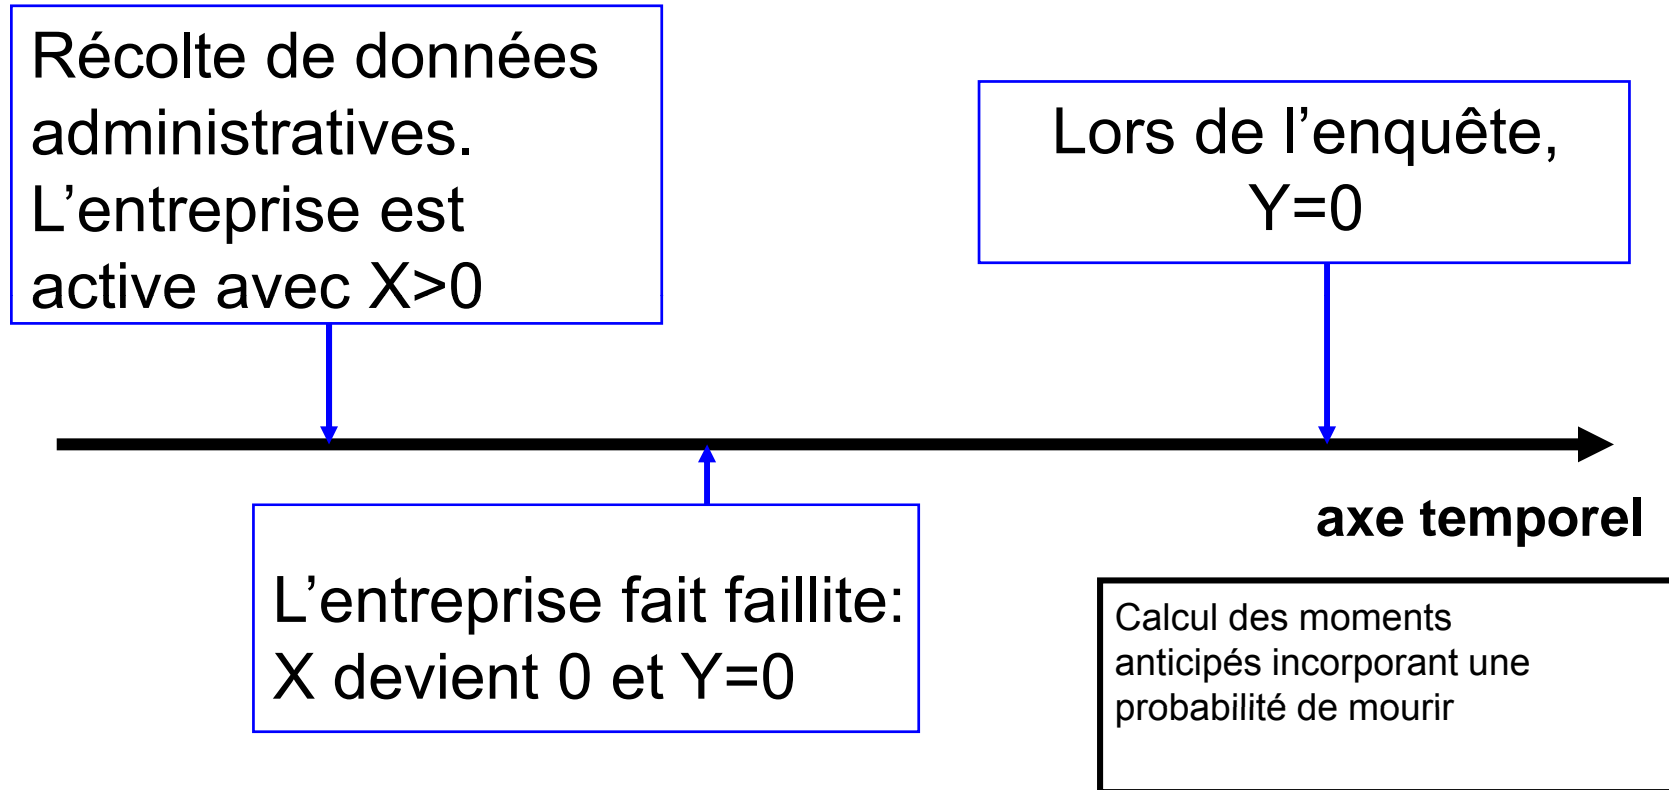 Récolte de données
administratives.
L’entreprise est
active avec X>0
Lors de l’enquête,
Y=0
L’entreprise fait faillite:
X devient 0 et Y=0
axe temporel
Calcul des moments
anticipés incorporant une
probabilité de mourir